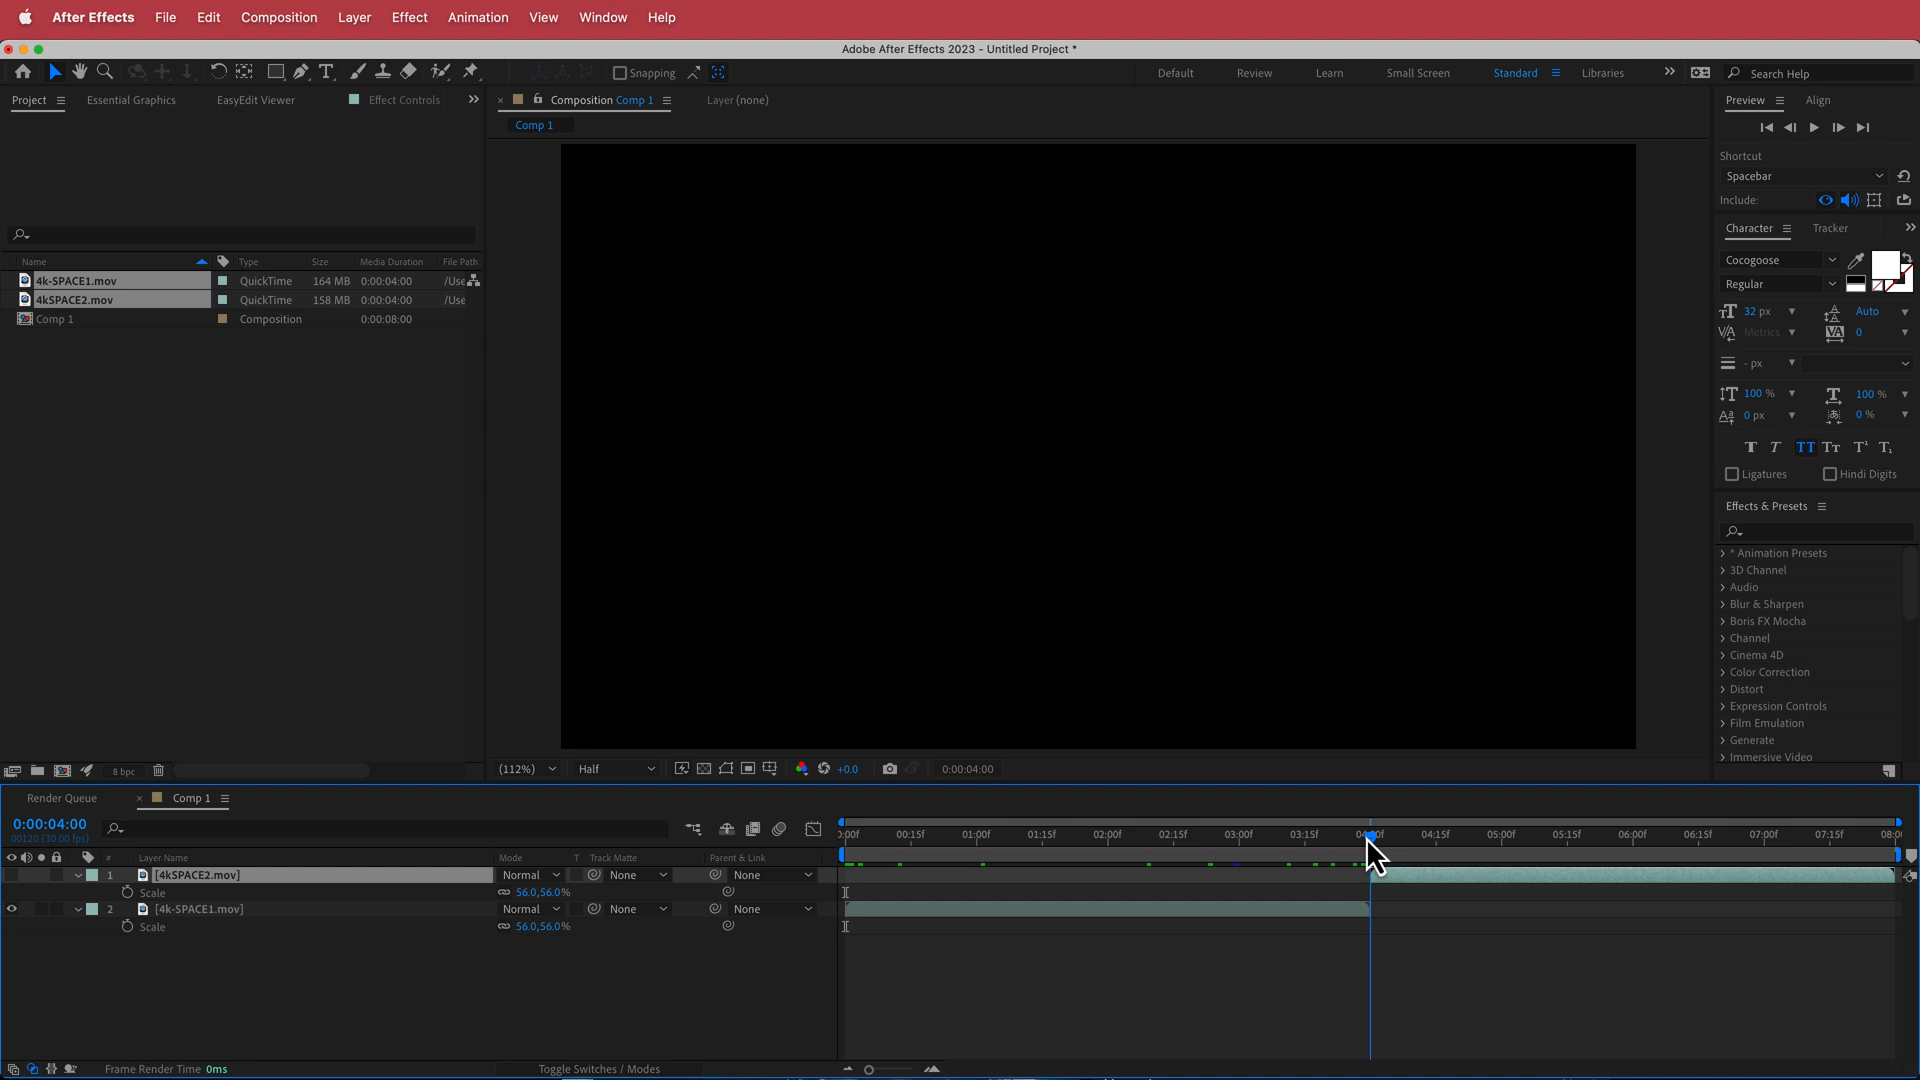 After Effects File Edit Composition Layer Effect Animation View Window Help
Adobe After Effects 2023 - Untitled Project *
Snapping Default Review Learn Small Screen Standard Libraries Search Help
Project Essential Graphics EasyEdit Viewer Effect Controls
Composition Comp 1 Layer (none)
Comp 1
Preview Align
Shortcut
Spacebar
Include:
Character Tracker
Cocogoose
Regular
32 px Auto
Metrics 0
- px
100 % 100 %
0 px 0 %
Ligatures Hindi Digits
Effects & Presets
* Animation Presets
3D Channel
Audio
Blur & Sharpen
Boris FX Mocha
Channel
Cinema 4D
Color Correction
Distort
Expression Controls
Film Emulation
Generate
Immersive Video
Name Type Size Media Duration File Path
4k-SPACE1.mov QuickTime 164 MB 0:00:04:00 /Use
4kSPACE2.mov QuickTime 158 MB 0:00:04:00 /Use
Comp 1 Composition 0:00:08:00
8 bpc
(112%) Half +0.0 0:00:04:00
Render Queue Comp 1
0:00:04:00
00120 (30.00 fps)
:00f 00:15f 01:00f 01:15f 02:00f 02:15f 03:00f 03:15f 04:00f 04:15f 05:00f 05:15f 06:00f 06:15f 07:00f 07:15f 08:0
# Layer Name Mode T Track Matte Parent & Link
1 [4kSPACE2.mov] Normal None None
Scale 56.0,56.0%
2 [4k-SPACE1.mov] Normal None None
Scale 56.0,56.0%
Frame Render Time 0ms Toggle Switches / Modes